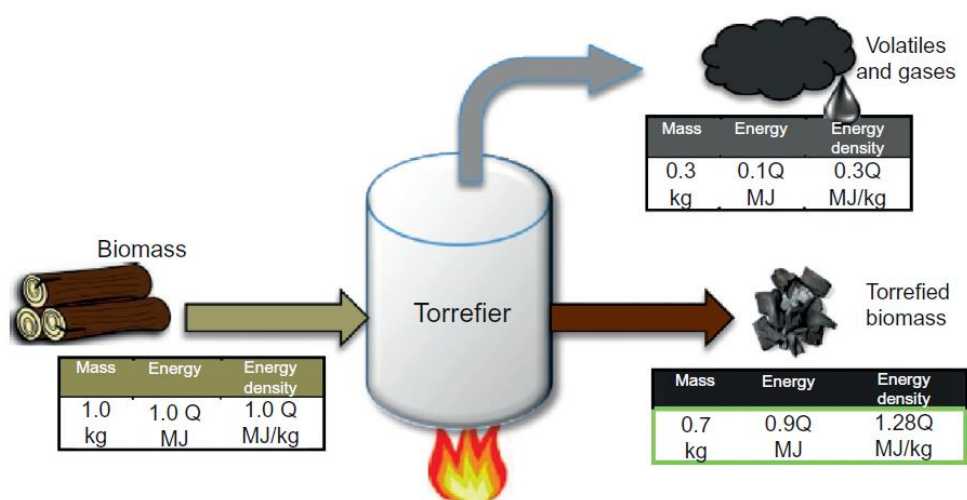 Volatiles
and gases
Mass Energy Energy
density
0.3 0.1Q 0.3Q
kg MJ MJ/kg
Biomass
Torrefier
Torrefied
biomass
Mass Energy Energy
density
1.0 1.0 Q 1.0 Q
kg MJ MJ/kg
Mass Energy Energy
density
0.7 0.9Q 1.28Q
kg MJ MJ/kg